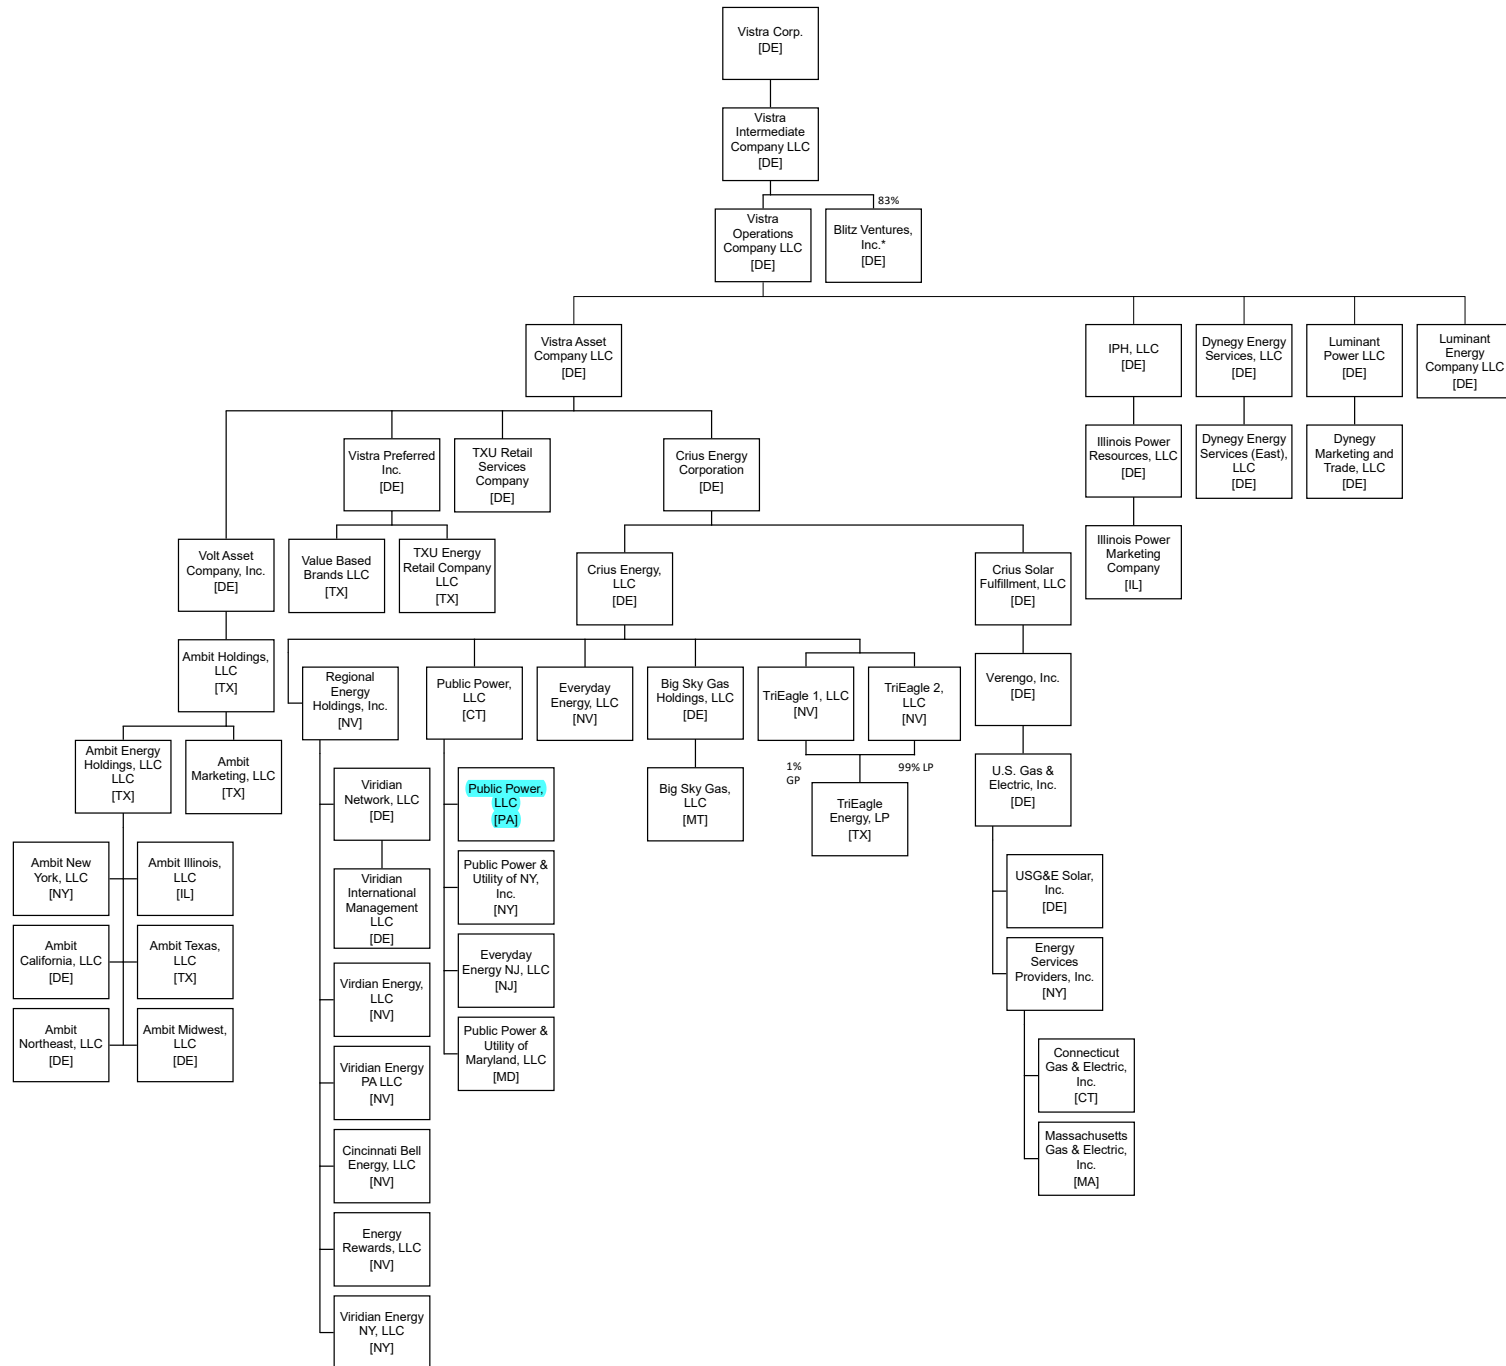 Vistra Corp.
[DE]
Vistra
Intermediate
Company LLC
[DE]
83%
Vistra
Operations
Company LLC
[DE]
Blitz Ventures,
Inc.*
[DE]
Vistra Asset
Company LLC
[DE]
IPH, LLC
[DE]
Dynegy Energy
Services, LLC
[DE]
Luminant
Power LLC
[DE]
Luminant
Energy
Company LLC
[DE]
Vistra Preferred
Inc.
[DE]
TXU Retail
Services
Company
[DE]
Crius Energy
Corporation
[DE]
Illinois Power
Resources, LLC
[DE]
Dynegy Energy
Services (East),
LLC
[DE]
Dynegy
Marketing and
Trade, LLC
[DE]
Volt Asset
Company, Inc.
[DE]
Value Based
Brands LLC
[TX]
TXU Energy
Retail Company
LLC
[TX]
Crius Energy,
LLC
[DE]
Crius Solar
Fulfillment, LLC
[DE]
Illinois Power
Marketing
Company
[IL]
Ambit Holdings,
LLC
[TX]
Regional
Energy
Holdings, Inc.
[NV]
Public Power,
LLC
[CT]
Everyday
Energy, LLC
[NV]
Big Sky Gas
Holdings, LLC
[DE]
TriEagle 1, LLC
[NV]
TriEagle 2,
LLC
[NV]
Verengo, Inc.
[DE]
Ambit Energy
Holdings, LLC
LLC
[TX]
Ambit
Marketing, LLC
[TX]
Viridian
Network, LLC
[DE]
Public Power,
LLC
[PA]
Big Sky Gas,
LLC
[MT]
1%
GP
99% LP
TriEagle
Energy, LP
[TX]
U.S. Gas &
Electric, Inc.
[DE]
Ambit New
York, LLC
[NY]
Ambit Illinois,
LLC
[IL]
Viridian
International
Management
LLC
[DE]
Public Power &
Utility of NY,
Inc.
[NY]
USG&E Solar,
Inc.
[DE]
Ambit
California, LLC
[DE]
Ambit Texas,
LLC
[TX]
Virdian Energy,
LLC
[NV]
Everyday
Energy NJ, LLC
[NJ]
Energy
Services
Providers, Inc.
[NY]
Ambit
Northeast, LLC
[DE]
Ambit Midwest,
LLC
[DE]
Viridian Energy
PA LLC
[NV]
Public Power &
Utility of
Maryland, LLC
[MD]
Connecticut
Gas & Electric,
Inc.
[CT]
Cincinnati Bell
Energy, LLC
[NV]
Massachusetts
Gas & Electric,
Inc.
[MA]
Energy
Rewards, LLC
[NV]
Viridian Energy
NY, LLC
[NY]